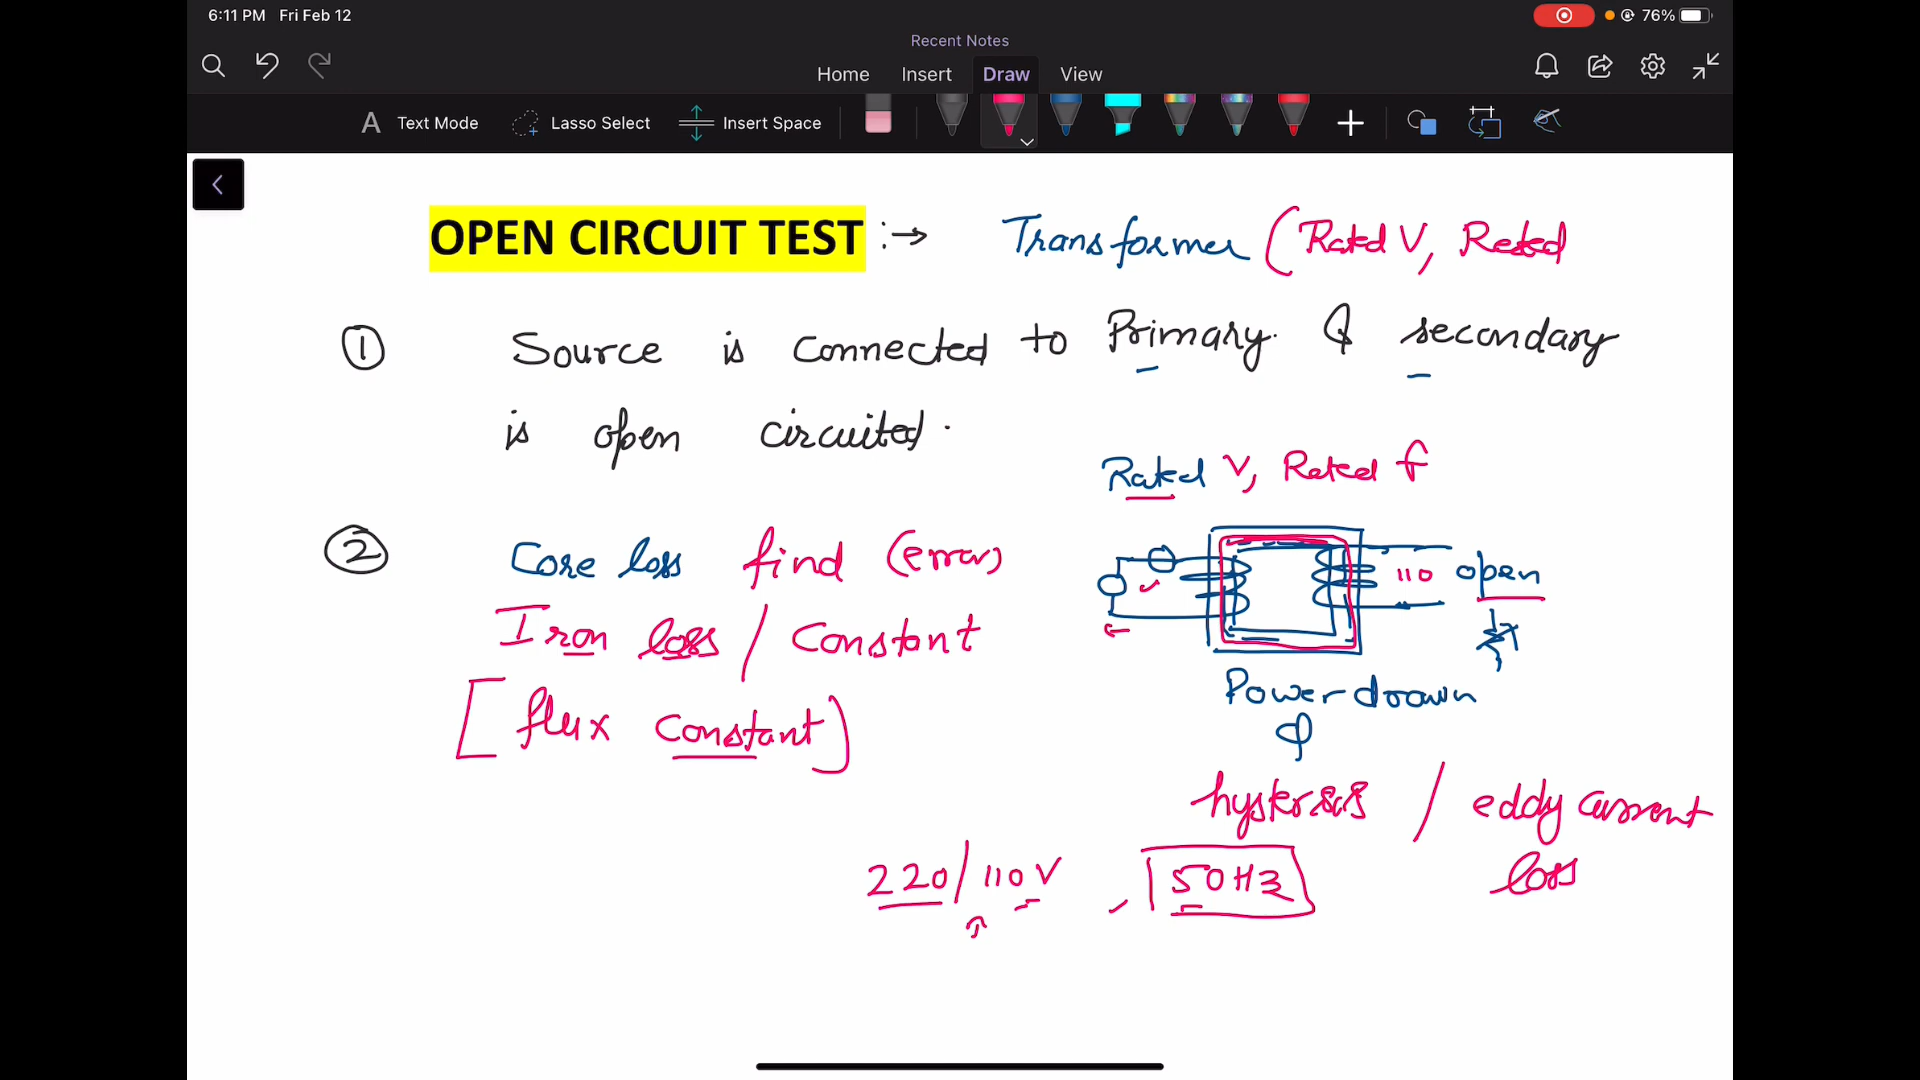 6:11 PM Fri Feb 12
76%
Recent Notes
Home Insert Draw View
A Text Mode Lasso Select Insert Space
OPEN CIRCUIT TEST :→ Transformer (Rated V, Rated
① Source is connected to Primary. & secondary
is open circuited.
Rated V, Rated f
② Core loss find (error)
110 open
Iron loss / Constant
Power drawn
[flux constant)
φ
hysteresis / eddy current
loss
220/110 V, 50Hz